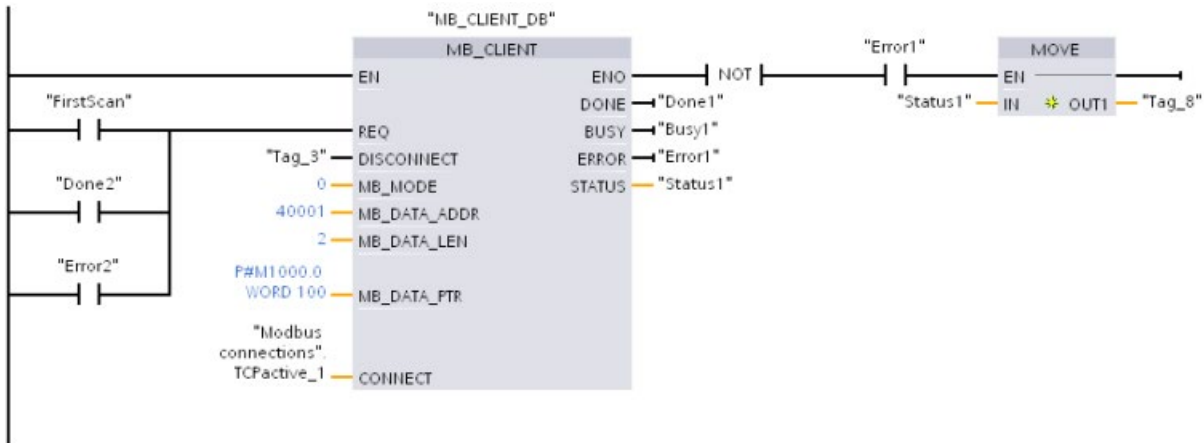 "MB_CLIENT_DB"
MB_CLIENT
"Error1"
MOVE
EN
ENO
NOT
EN
"FirstScan"
DONE
"Done1"
"Status1"
IN
OUT1
"Tag_8"
REQ
BUSY
"Busy1"
"Tag_3"
DISCONNECT
ERROR
"Error1"
"Done2"
0
MB_MODE
STATUS
"Status1"
40001
MB_DATA_ADDR
2
MB_DATA_LEN
"Error2"
P#M1000.0
WORD 100
MB_DATA_PTR
"Modbus
connections".
TCPactive_1
CONNECT